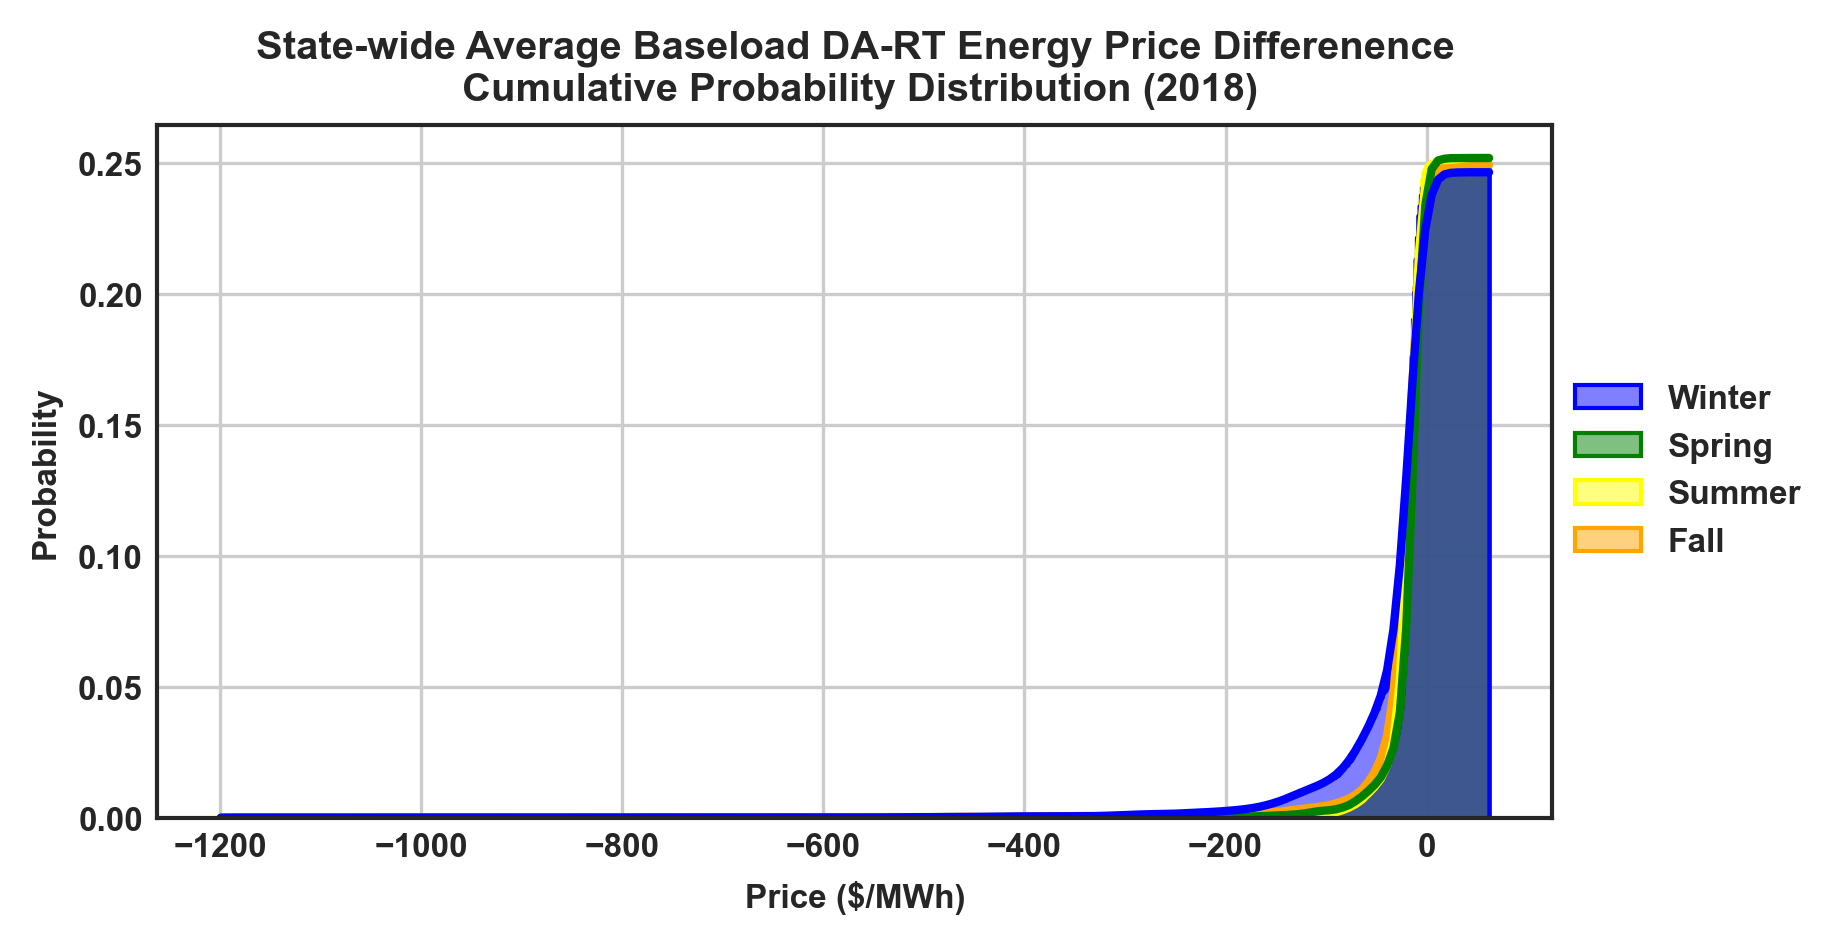 State-wide Average Baseload DA-RT Energy Price Differenence
Cumulative Probability Distribution (2018)
Probability
0.25
0.20
0.15
0.10
0.05
0.00
−1200
−1000
−800
−600
−400
−200
0
Price ($/MWh)
Winter
Spring
Summer
Fall